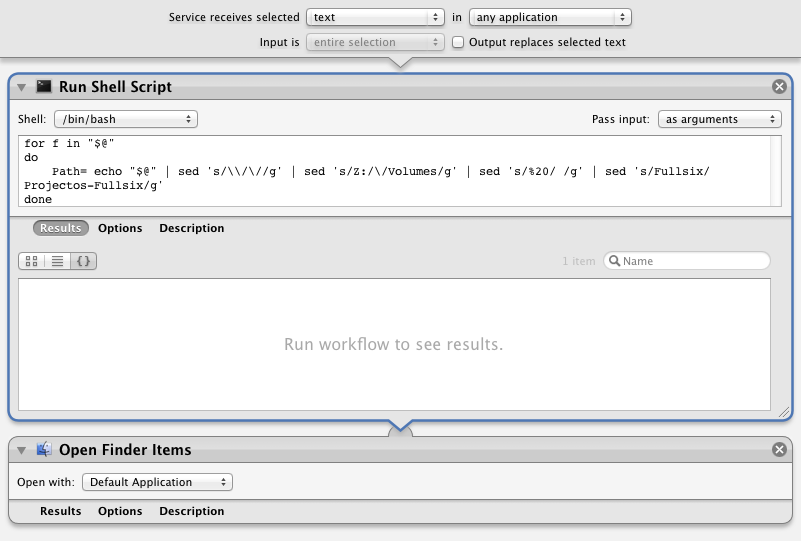 Service receives selected text in any application
Input is entire selection Output replaces selected text
Run Shell Script
Shell: /bin/bash Pass input: as arguments
for f in "$@"
do
    Path= echo "$@" | sed 's/\\/\//g' | sed 's/Z:/\/Volumes/g' | sed 's/%20/ /g' | sed 's/Fullsix/
Projectos-Fullsix/g'
done
Results Options Description
{} 1 item Name
Run workflow to see results.
Open Finder Items
Open with: Default Application
Results Options Description